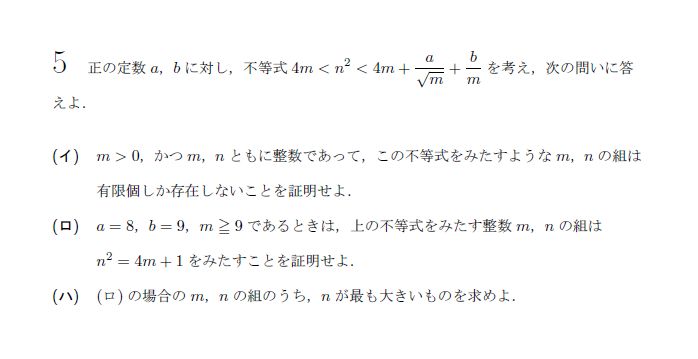 5 正の定数 a，b に対し，不等式 4m < n² < 4m + a/√m + b/m を考え，次の問いに答
えよ．
(イ) m > 0，かつ m，n ともに整数であって，この不等式をみたすような m，n の組は
有限個しか存在しないことを証明せよ．
(ロ) a = 8，b = 9，m ≧ 9 であるときは，上の不等式をみたす整数 m，n の組は
n² = 4m + 1 をみたすことを証明せよ．
(ハ) (ロ) の場合の m，n の組のうち，n が最も大きいものを求めよ．